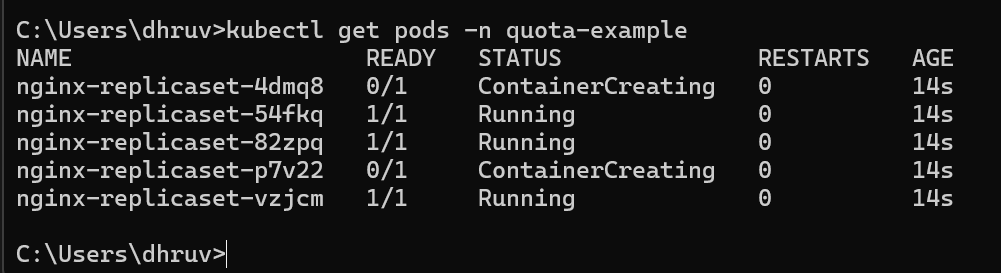 C:\Users\dhruv>kubectl get pods -n quota-example
NAME READY STATUS RESTARTS AGE
nginx-replicaset-4dmq8 0/1 ContainerCreating 0 14s
nginx-replicaset-54fkq 1/1 Running 0 14s
nginx-replicaset-82zpq 1/1 Running 0 14s
nginx-replicaset-p7v22 0/1 ContainerCreating 0 14s
nginx-replicaset-vzjcm 1/1 Running 0 14s
C:\Users\dhruv>